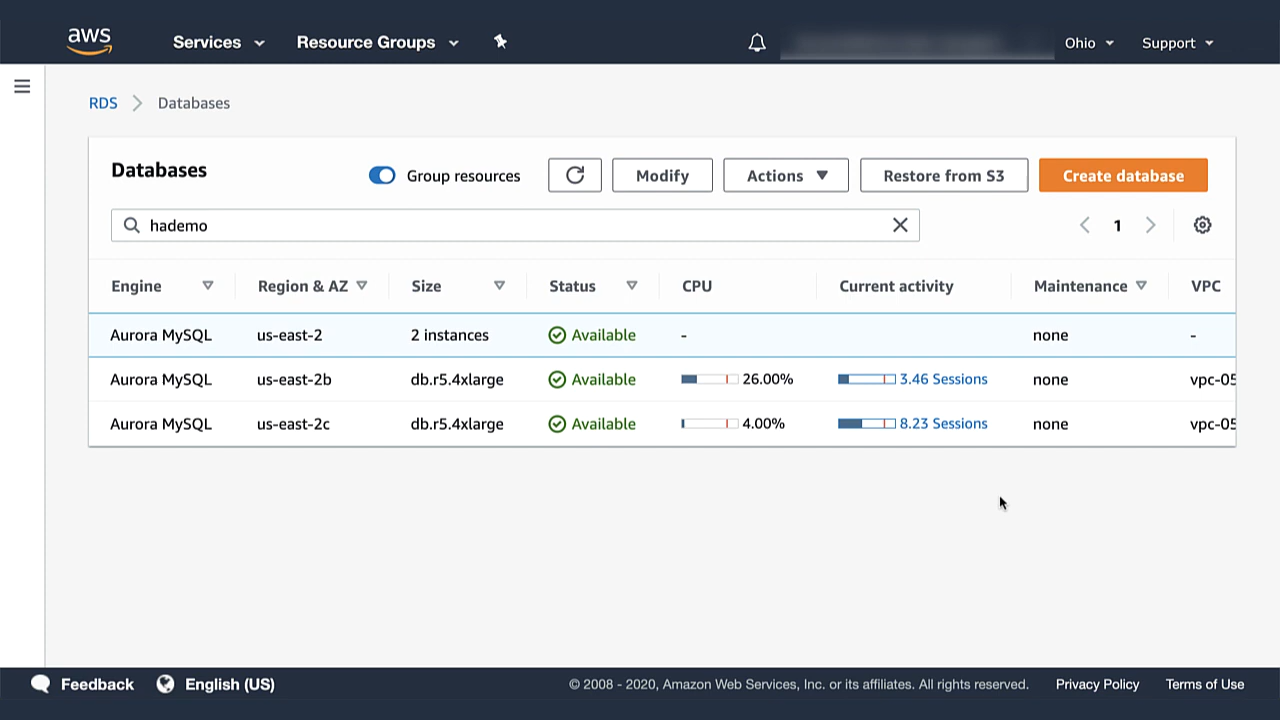 aws Services Resource Groups Ohio Support
RDS Databases
Databases Group resources Modify Actions Restore from S3 Create database
hademo 1
Engine Region & AZ Size Status CPU Current activity Maintenance VPC
Aurora MySQL us-east-2 2 instances Available - none -
Aurora MySQL us-east-2b db.r5.4xlarge Available 26.00% 3.46 Sessions none vpc-05
Aurora MySQL us-east-2c db.r5.4xlarge Available 4.00% 8.23 Sessions none vpc-05
Feedback English (US) © 2008 - 2020, Amazon Web Services, Inc. or its affiliates. All rights reserved. Privacy Policy Terms of Use